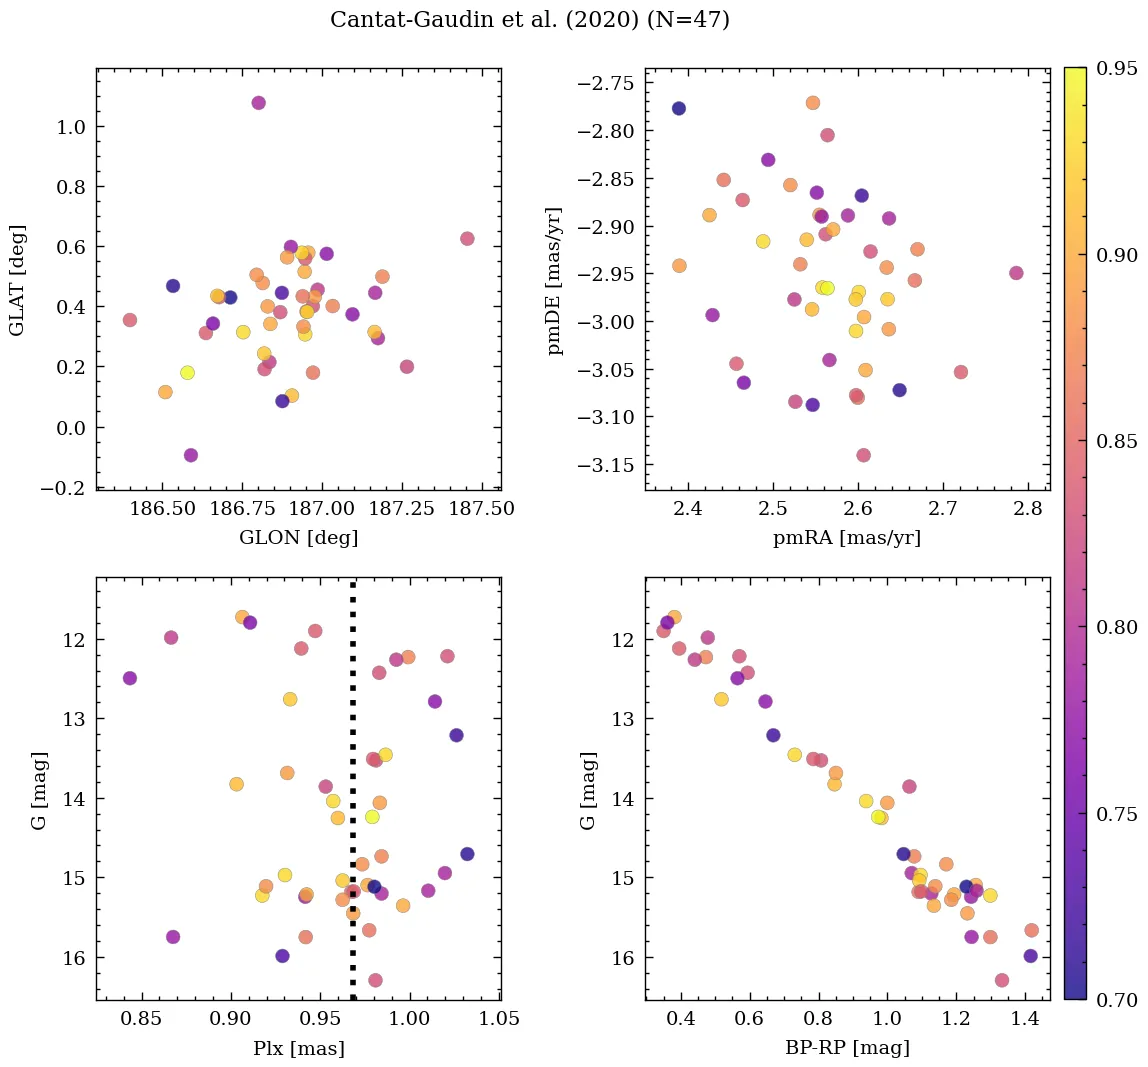 Cantat-Gaudin et al. (2020) (N=47)
1.0
0.8
0.6
0.4
0.2
0.0
−0.2
GLAT [deg]
186.50 186.75 187.00 187.25 187.50
GLON [deg]
−2.75
−2.80
−2.85
−2.90
−2.95
−3.00
−3.05
−3.10
−3.15
pmDE [mas/yr]
2.4 2.5 2.6 2.7 2.8
pmRA [mas/yr]
12
13
14
15
16
G [mag]
0.85 0.90 0.95 1.00 1.05
Plx [mas]
12
13
14
15
16
G [mag]
0.4 0.6 0.8 1.0 1.2 1.4
BP-RP [mag]
0.95
0.90
0.85
0.80
0.75
0.70